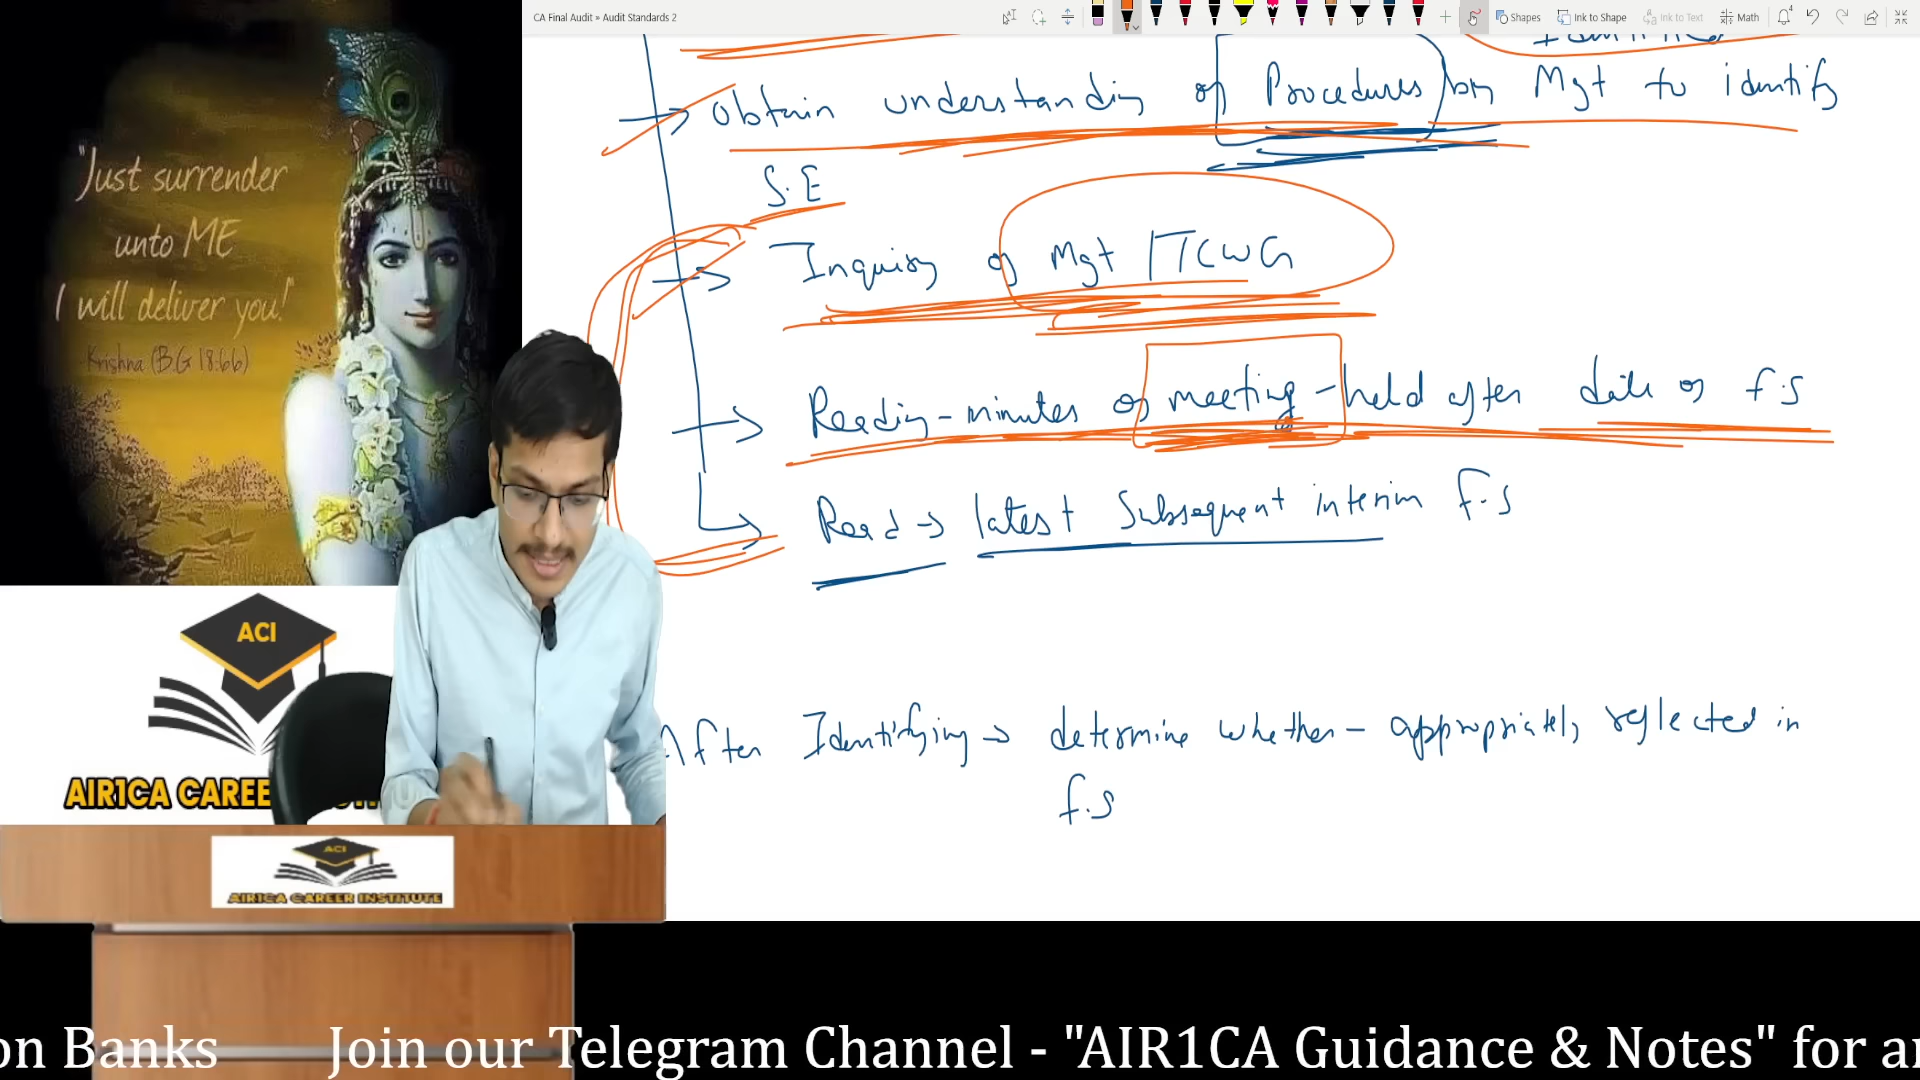 CA Final Audit » Audit Standards 2
Shapes
Ink to Shape
Ink to Text
Math
"Just surrender
unto ME
I will deliver you!"
Krishna (B.G 18:66)
→ obtain understanding of Procedures by Mgt to identify
S.E
→ Inquiry of Mgt | TCWG
→ Reading - minutes of meeting - held after date of f.s
→ Read → latest Subsequent interim f.s
After Identifying → determine whether - appropriately reflected in
f.s
ACI
AIR1CA CAREE
ACI
AIR1CA CAREER INSTITUTE
on Banks Join our Telegram Channel - "AIR1CA Guidance & Notes" for